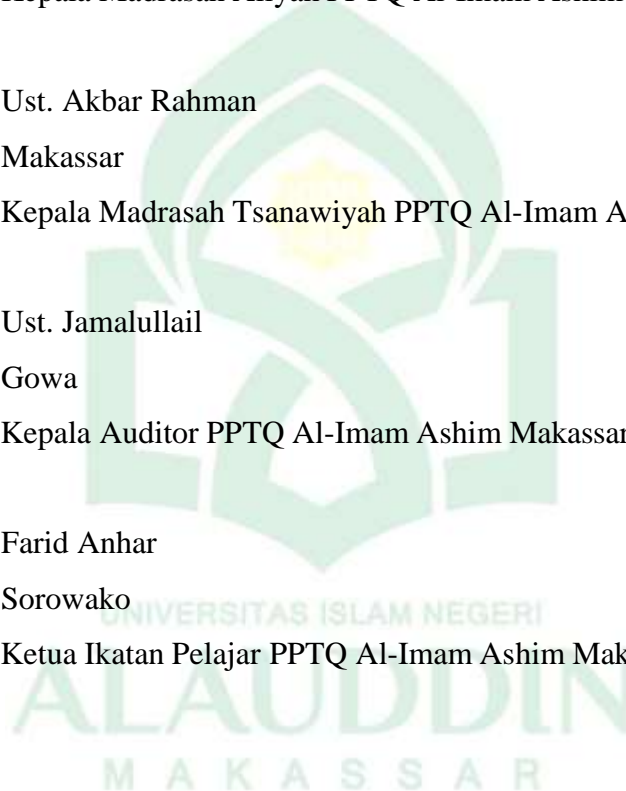 Ust. Akbar Rahman
Makassar
Kepala Madrasah Tsanawiyah PPTQ Al-Imam A
Ust. Jamalullail
Gowa
Kepala Auditor PPTQ Al-Imam Ashim Makassar
Farid Anhar
Sorowako
UNIVERSITAS ISLAM NEGERI
Ketua Ikatan Pelajar PPTQ Al-Imam Ashim Mak
ALAUDDIN
MAKASSAR